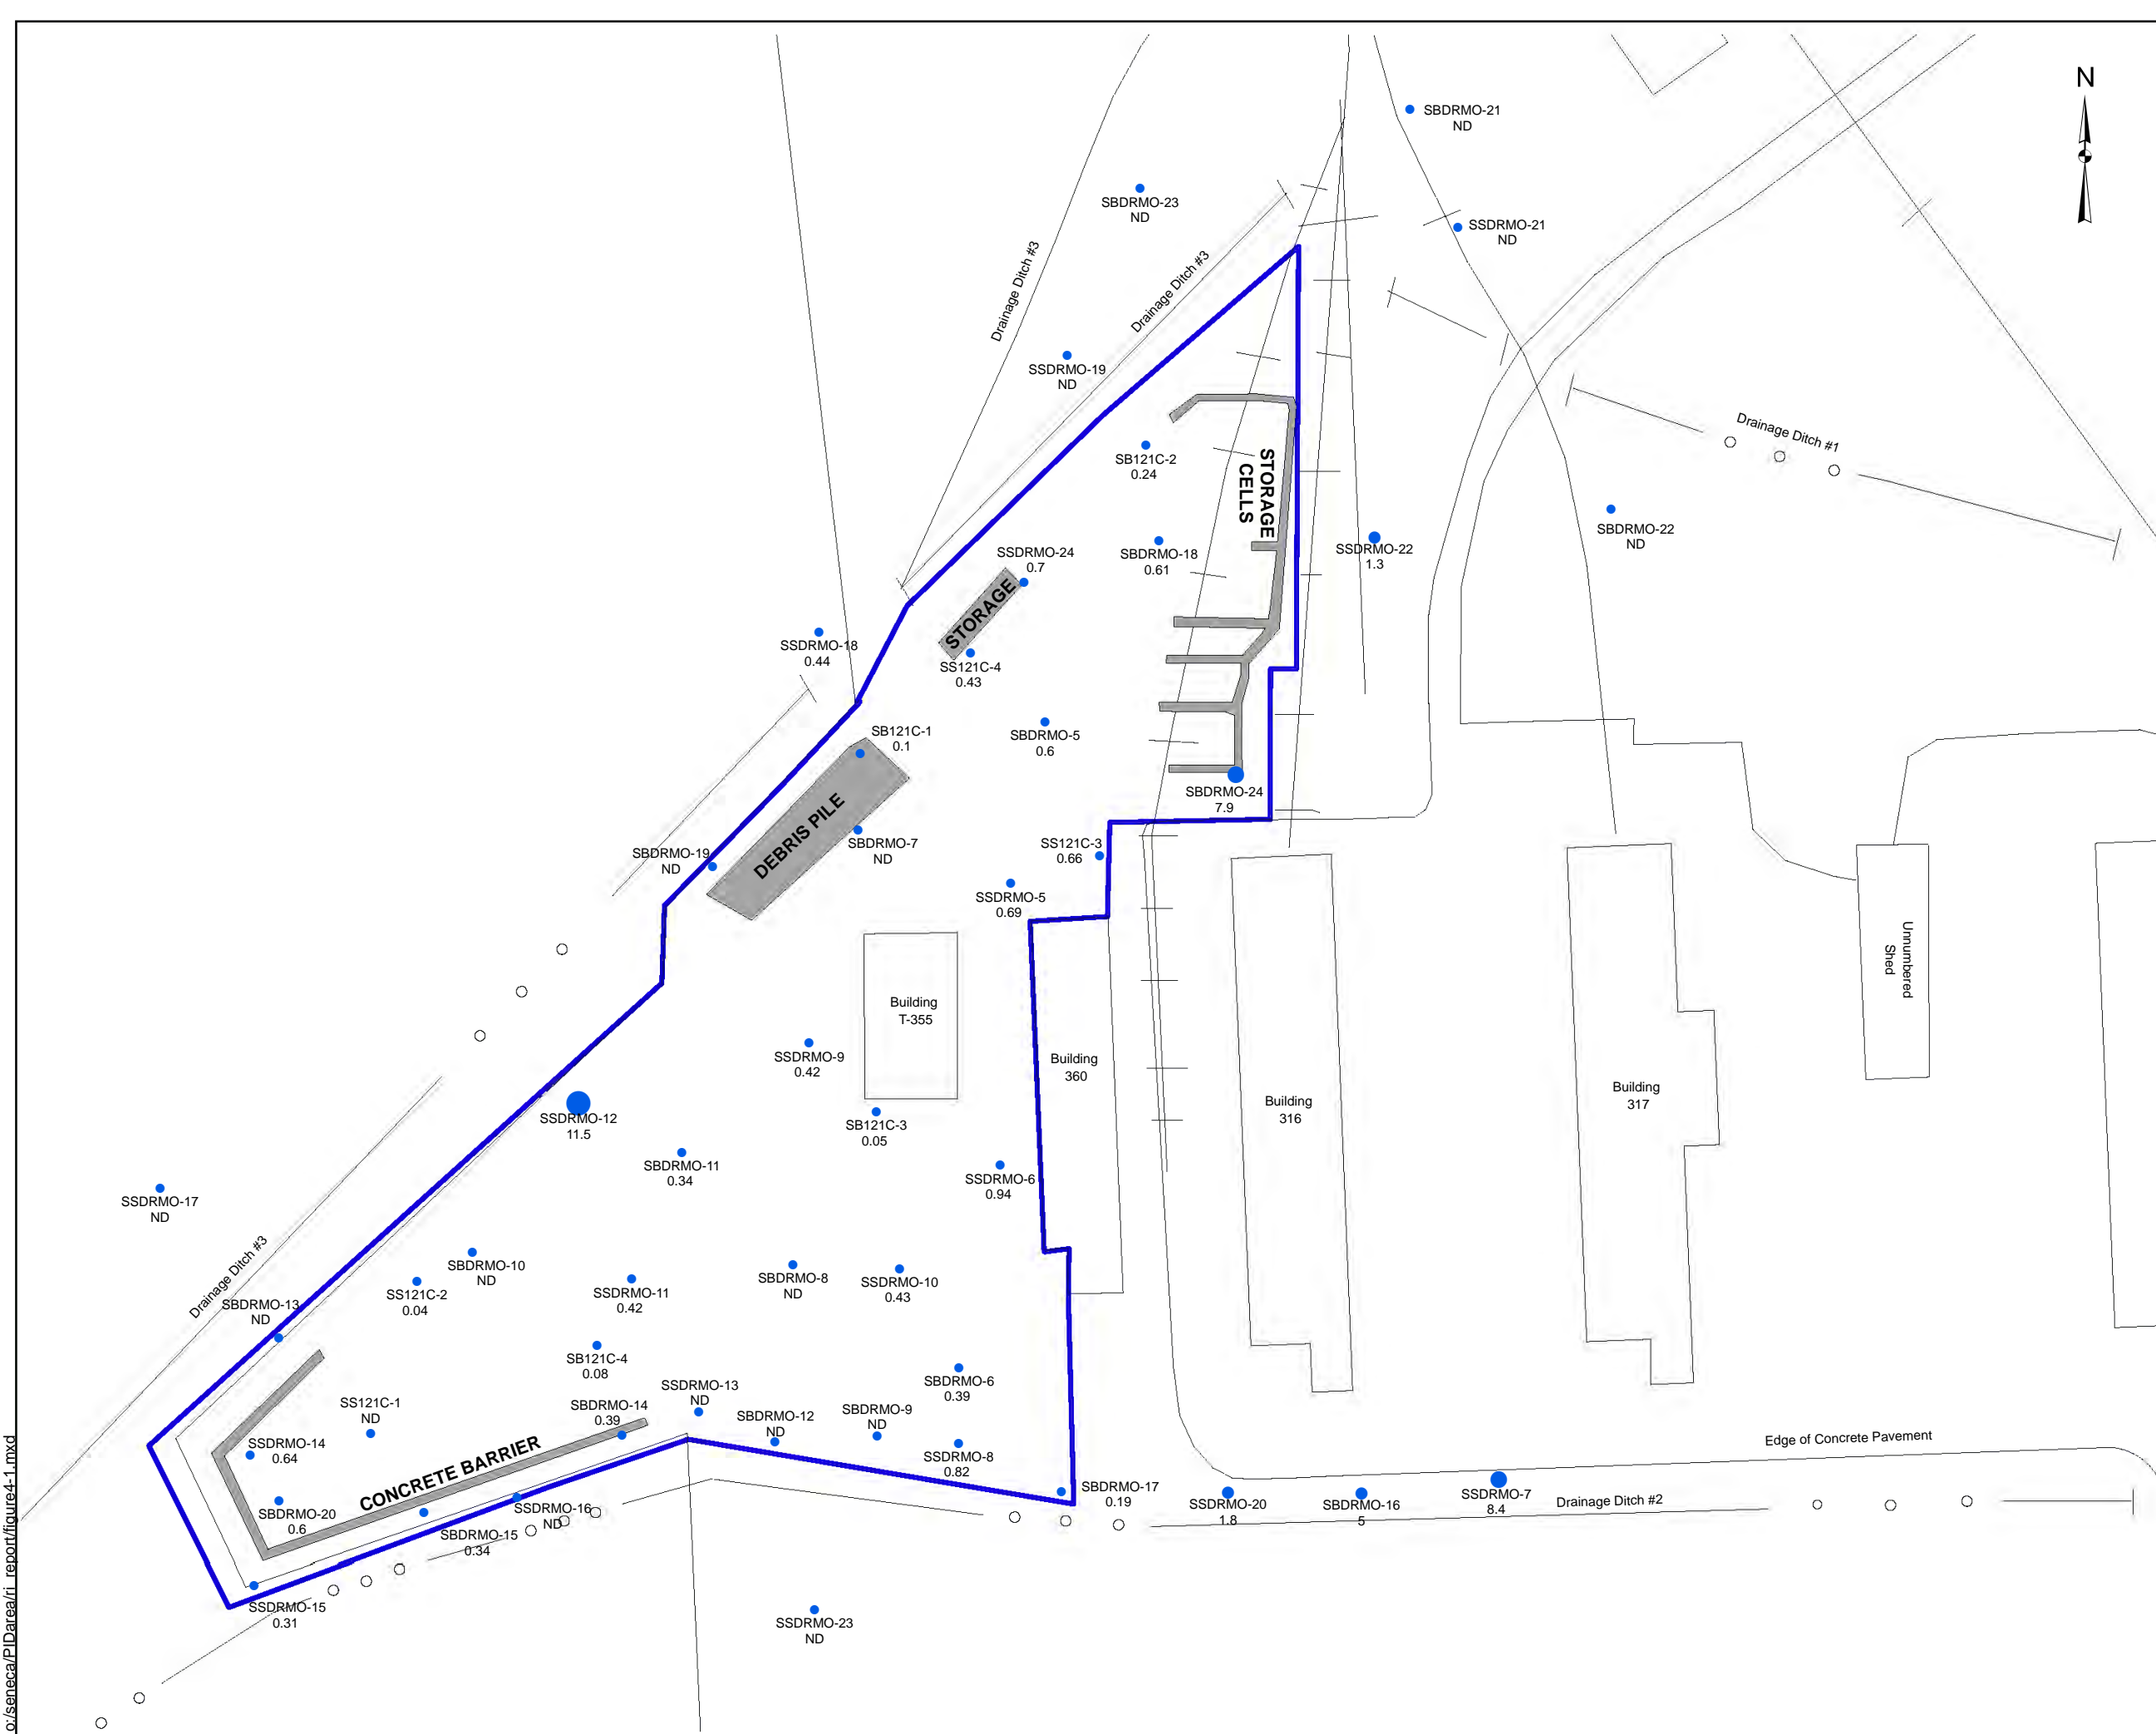 N
SBDRMO-21
ND
SBDRMO-23
ND
SSDRMO-21
ND
Drainage Ditch #3
Drainage Ditch #3
SSDRMO-19
ND
Drainage Ditch #1
SB121C-2
0.24
STORAGE
CELLS
SBDRMO-22
ND
SSDRMO-24
0.7
SBDRMO-18
0.61
SSDRMO-22
1.3
STORAGE
SSDRMO-18
0.44
SS121C-4
0.43
SB121C-1
0.1
SBDRMO-5
0.6
SBDRMO-24
7.9
DEBRIS PILE
SBDRMO-7
ND
SBDRMO-19
ND
SS121C-3
0.66
SSDRMO-5
0.69
Unnumbered
Shed
Building
T-355
SSDRMO-9
0.42
Building
360
Building
316
Building
317
SSDRMO-12
11.5
SB121C-3
0.05
SBDRMO-11
0.34
SSDRMO-6
0.94
SSDRMO-17
ND
Drainage Ditch #3
SBDRMO-10
ND
SS121C-2
0.04
SSDRMO-11
0.42
SBDRMO-8
ND
SSDRMO-10
0.43
SBDRMO-13
ND
SB121C-4
0.08
SBDRMO-6
0.39
SSDRMO-13
ND
SS121C-1
ND
SBDRMO-14
0.39
SBDRMO-12
ND
SBDRMO-9
ND
SSDRMO-14
0.64
SSDRMO-8
0.82
CONCRETE BARRIER
Edge of Concrete Pavement
SBDRMO-17
0.19
SSDRMO-20
1.8
SBDRMO-16
5
SSDRMO-7
8.4
Drainage Ditch #2
SBDRMO-20
0.6
SSDRMO-16
ND
SBDRMO-15
0.34
SSDRMO-15
0.31
SSDRMO-23
ND
o:/seneca/PIDarea/ri_report/figure4-1.mxd